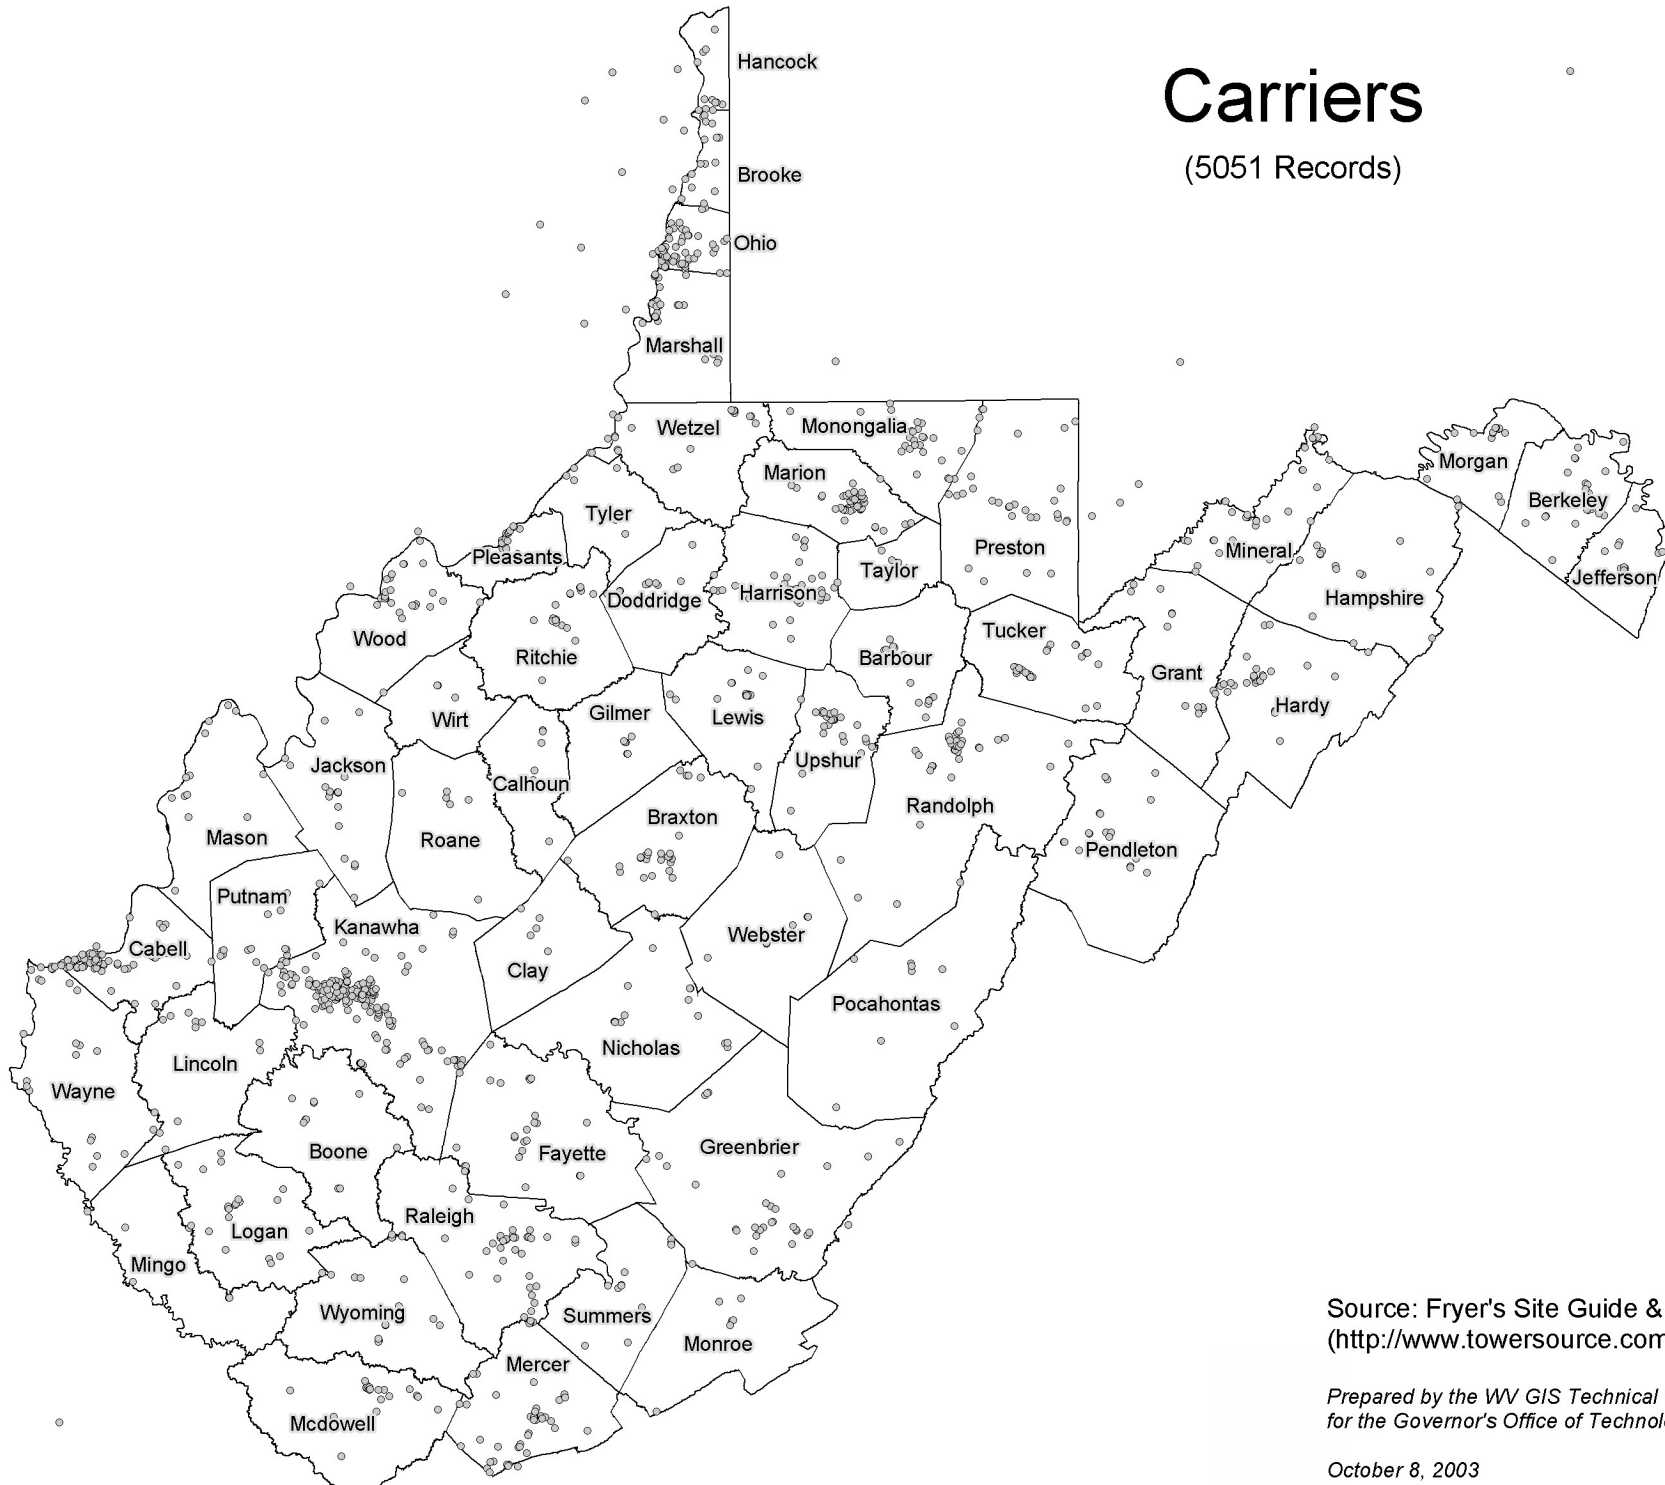 Carriers
(5051 Records)
Hancock
Brooke
Ohio
Marshall
Wetzel
Monongalia
Marion
Morgan
Berkeley
Tyler
Pleasants
Preston
Mineral
Taylor
Jefferson
Harrison
Doddridge
Hampshire
Wood
Tucker
Ritchie
Barbour
Grant
Hardy
Wirt
Gilmer
Lewis
Upshur
Jackson
Calhoun
Randolph
Braxton
Mason
Roane
Pendleton
Putnam
Kanawha
Webster
Cabell
Clay
Pocahontas
Nicholas
Lincoln
Wayne
Greenbrier
Boone
Fayette
Raleigh
Logan
Mingo
Wyoming
Summers
Monroe
Mercer
Mcdowell
Source: Fryer's Site Guide &
(http://www.towersource.com
Prepared by the WV GIS Technical
for the Governor's Office of Technol
October 8, 2003